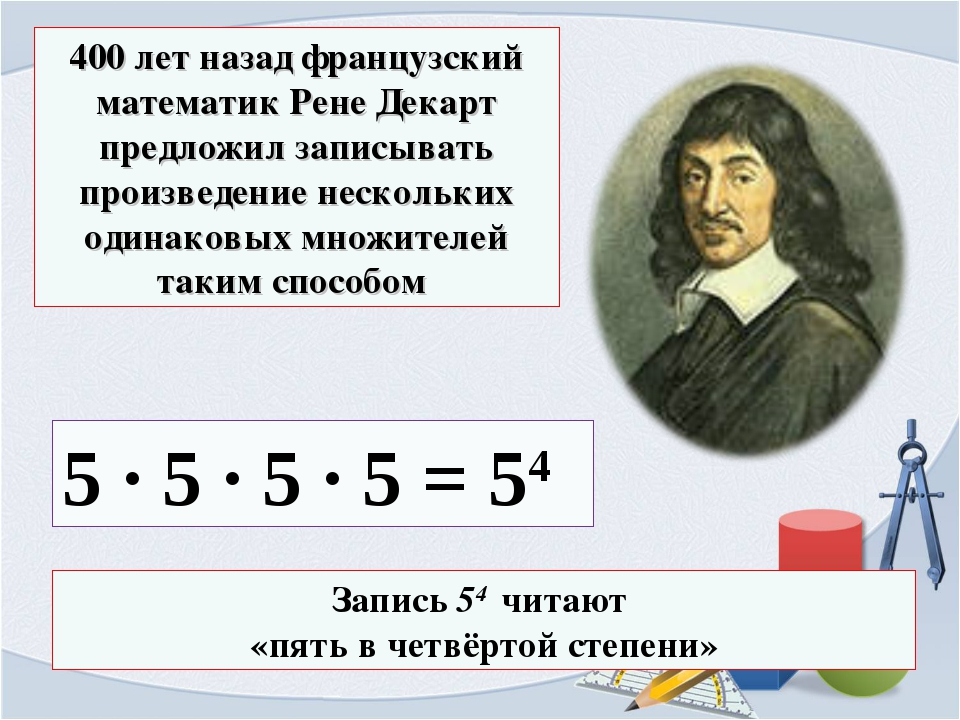 400 лет назад французский
математик Рене Декарт
предложил записывать
произведение нескольких
одинаковых множителей
таким способом
5 · 5 · 5 · 5 = 5⁴
Запись 5⁴ читают
«пять в четвёртой степени»